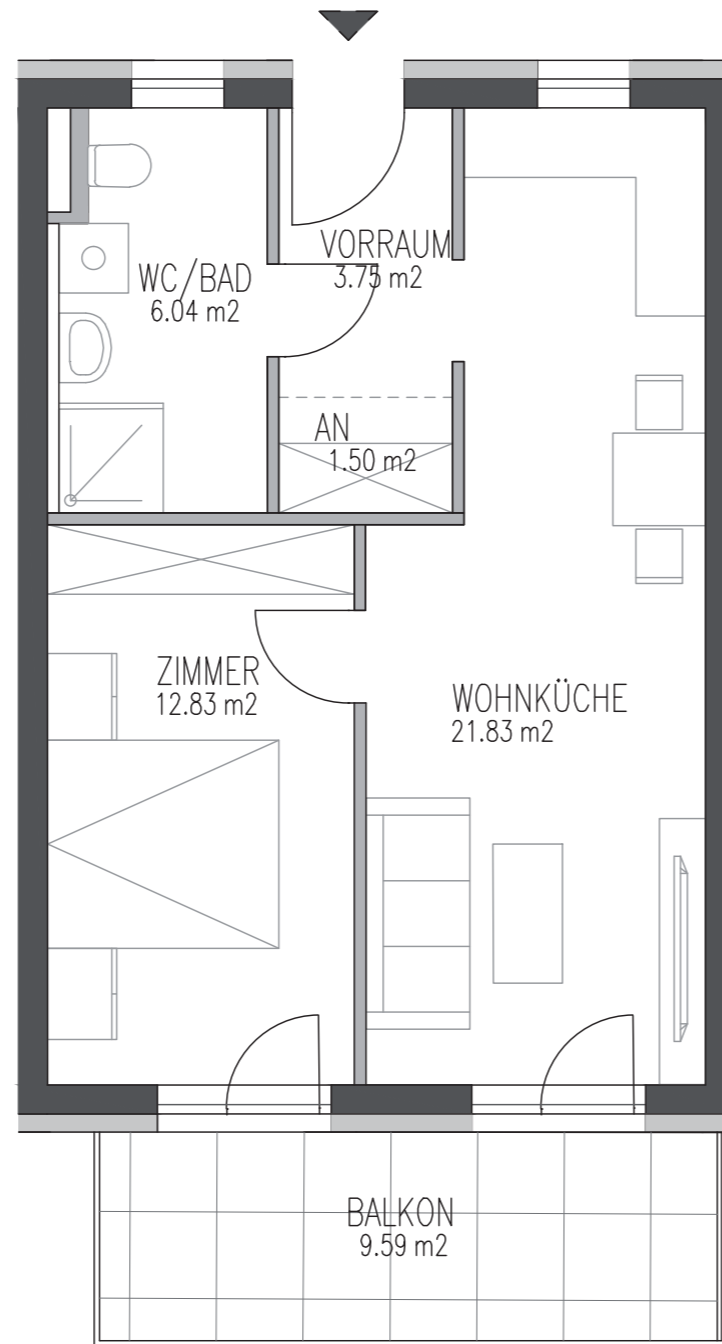 VORRAUM
3.75 m2
WC/BAD
6.04 m2
AN
1.50 m2
ZIMMER
12.83 m2
WOHNKÜCHE
21.83 m2
BALKON
9.59 m2